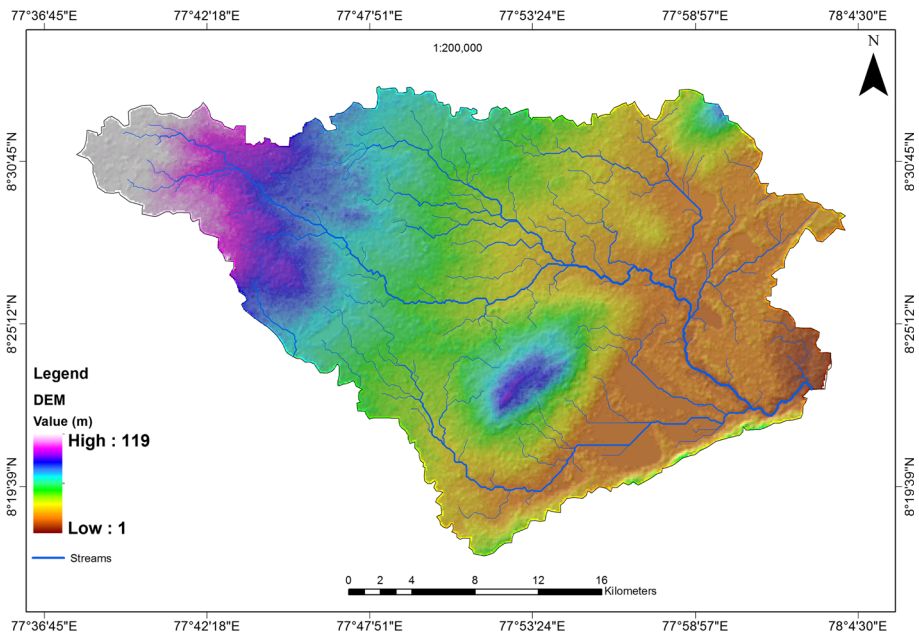 77°36'45"E 77°42'18"E 77°47'51"E 77°53'24"E 77°58'57"E 78°4'30"E
1:200,000
N
8°30'45"N 8°30'45"N
8°25'12"N 8°25'12"N
Legend
DEM
Value (m)
High : 119
Low : 1
Streams
8°19'39"N 8°19'39"N
0 2 4 8 12 16
Kilometers
77°36'45"E 77°42'18"E 77°47'51"E 77°53'24"E 77°58'57"E 78°4'30"E